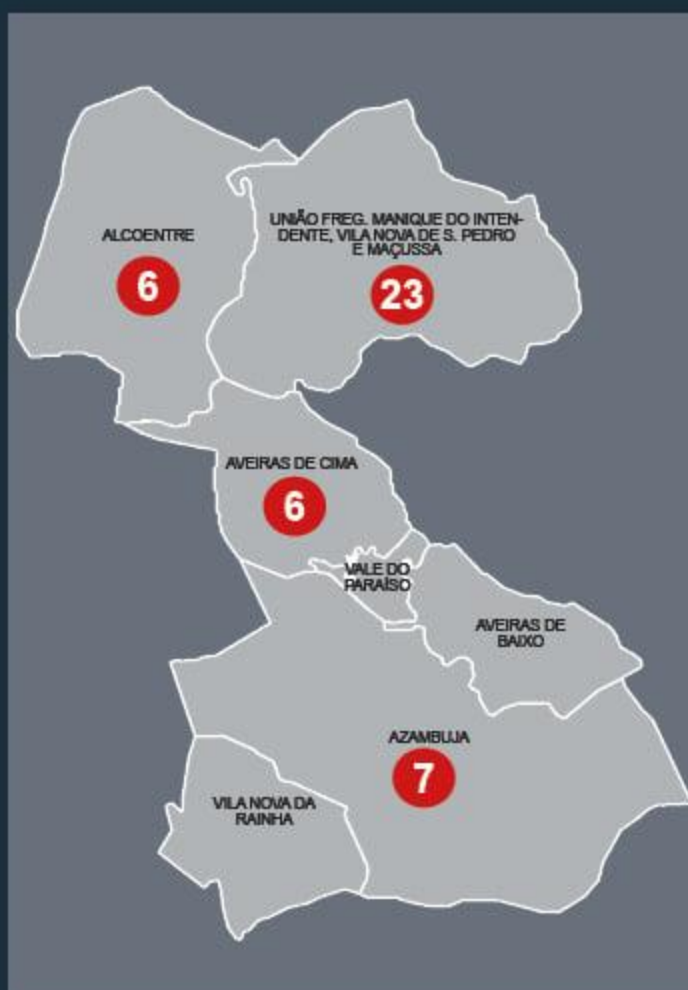 ALCOENTRE
6
UNIÃO FREG. MANIQUE DO INTEN-
DENTE, VILA NOVA DE S. PEDRO
E MAÇUSSA
23
AVEIRAS DE CIMA
6
VALE DO
PARAÍSO
AVEIRAS DE
BAIXO
AZAMBUJA
7
VILA NOVA DA
RAINHA